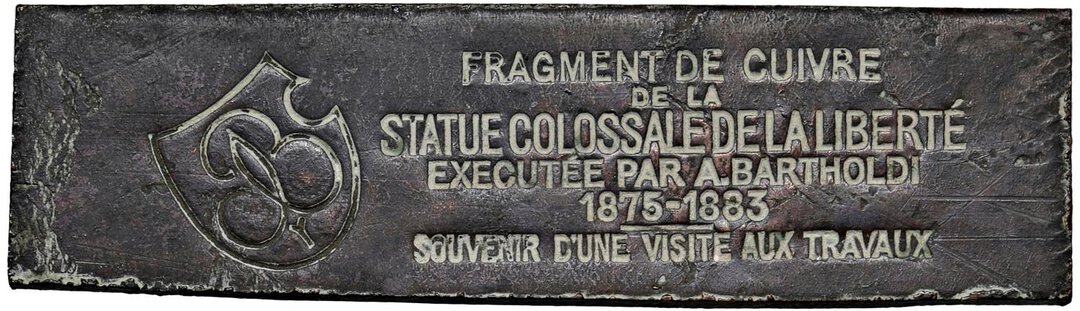 FRAGMENT DE CUIVRE
DE LA
STATUE COLOSSALE DE LA LIBERTÉ
EXECUTÉE PAR A. BARTHOLDI
1875-1883
SOUVENIR D'UNE VISITE AUX TRAVAUX